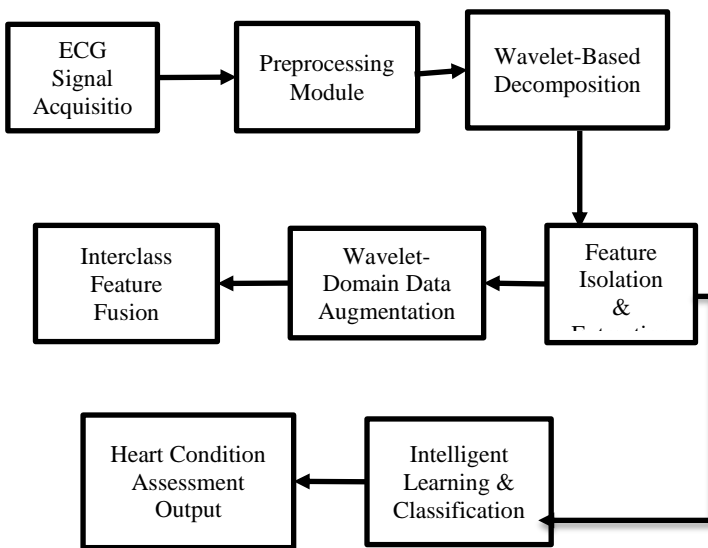 ECG
Signal
Acquisitio
Preprocessing
Module
Wavelet-Based
Decomposition
Interclass
Feature
Fusion
Wavelet-
Domain Data
Augmentation
Feature
Isolation
&
Heart Condition
Assessment
Output
Intelligent
Learning &
Classification